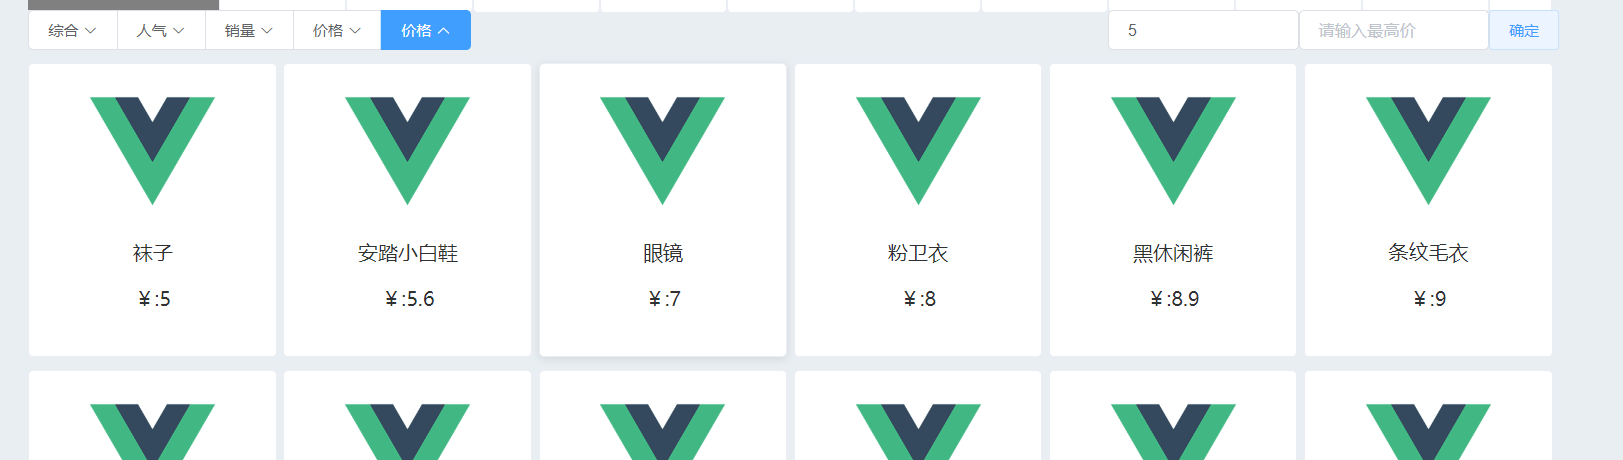 综合 人气 销量 价格 价格 5 请输入最高价 确定
袜子 安踏小白鞋 眼镜 粉卫衣 黑休闲裤 条纹毛衣
¥:5 ¥:5.6 ¥:7 ¥:8 ¥:8.9 ¥:9